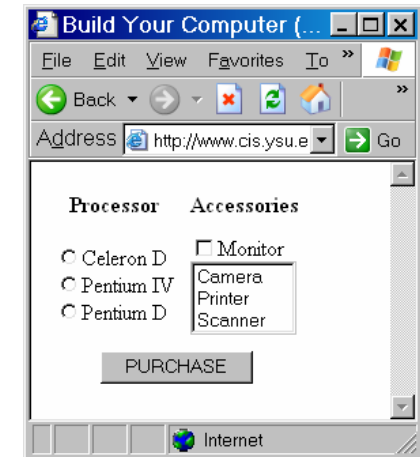 Build Your Computer (...
File Edit View Favorites To »
Back »
Address http://www.cis.ysu.e Go
Processor Accessories
Monitor
Celeron D
Camera
Pentium IV
Printer
Pentium D
Scanner
PURCHASE
Internet